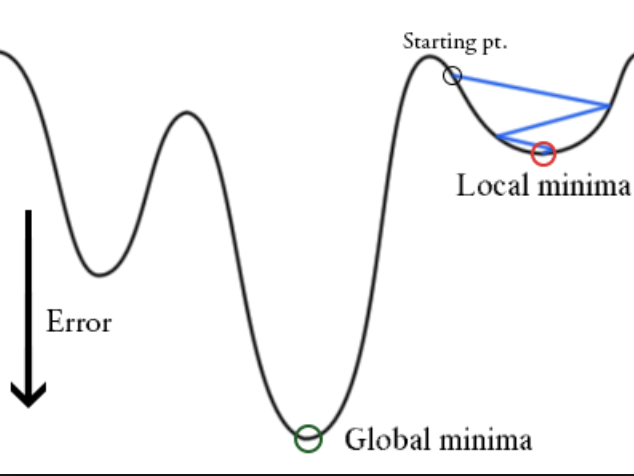 Starting pt.
Local minima
Error
Global minima